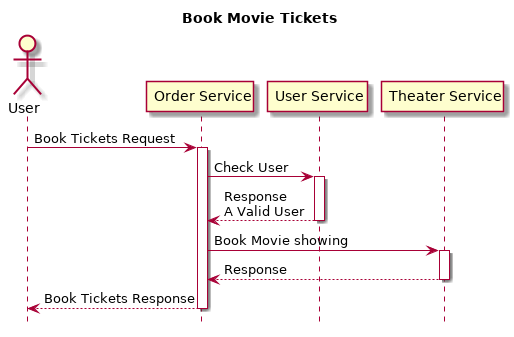 Book Movie Tickets
User
Order Service
User Service
Theater Service
Book Tickets Request
Check User
Response
A Valid User
Book Movie showing
Response
Book Tickets Response